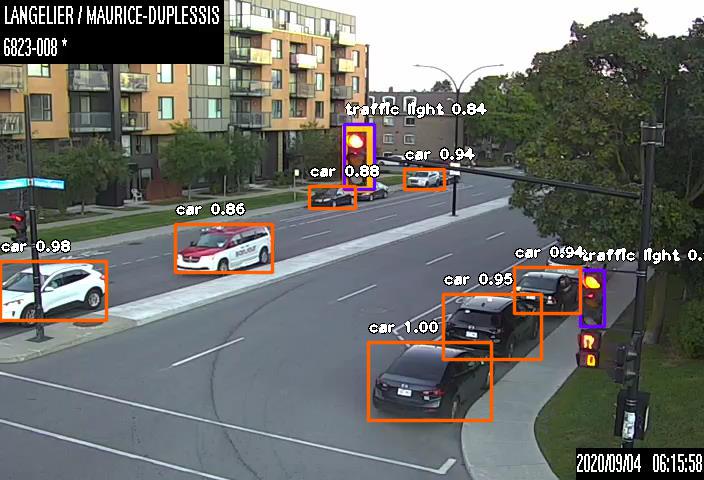 LANGELIER / MAURICE-DUPLESSIS
6823-008 *
traffic light 0.84
car 0.94
car 0.88
car 0.86
car 0.98
car 0.94
traffic light 0.
car 0.95
car 1.00
BONJOUR
2020/09/04 06:15:58